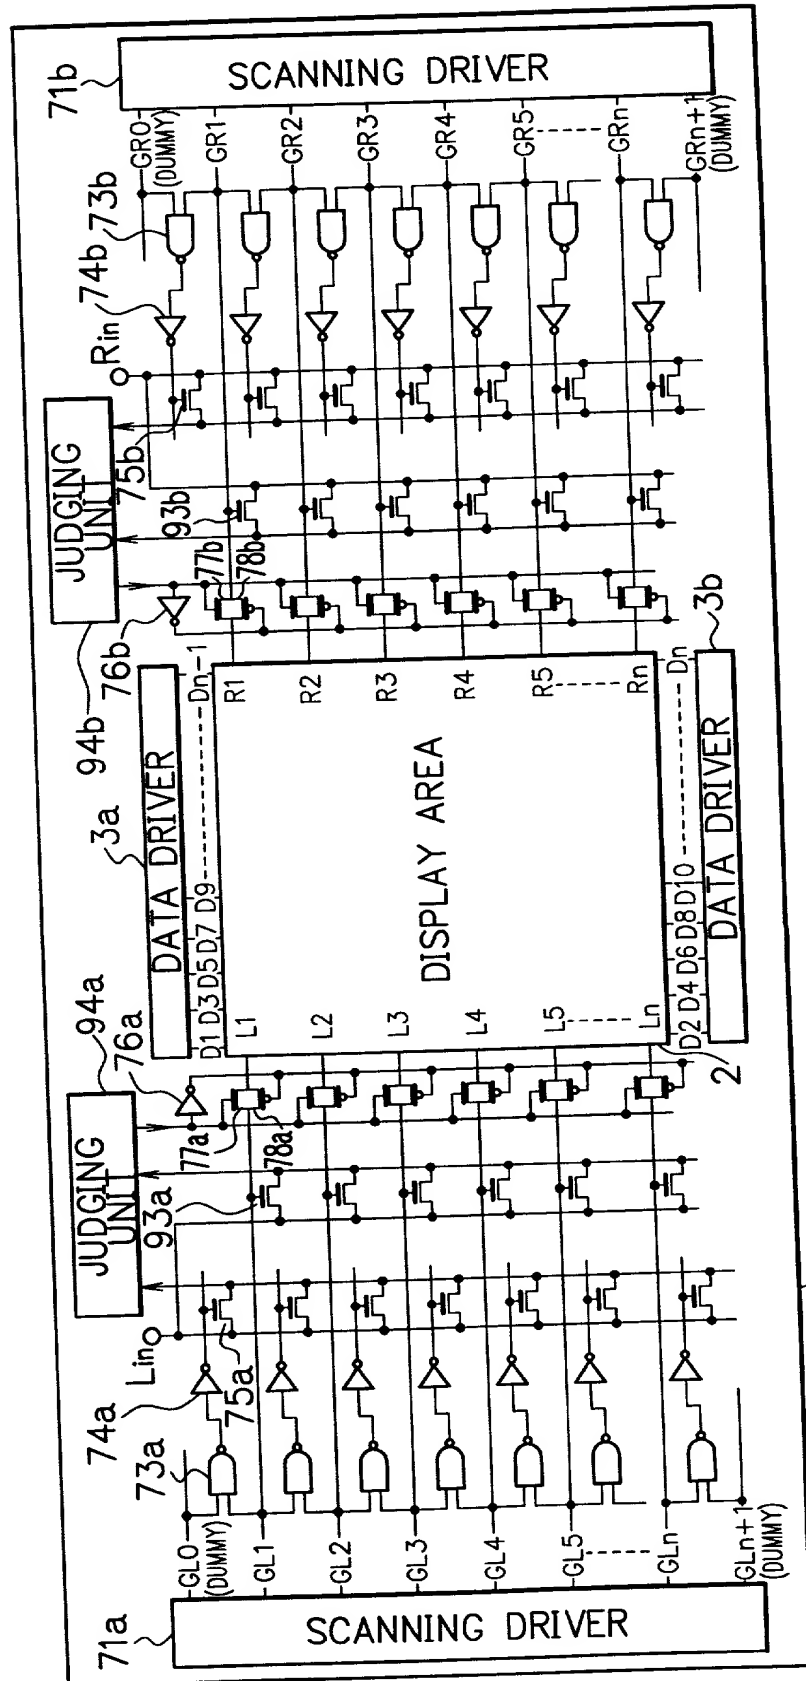 71b
SCANNING DRIVER
GR0
(DUMMY)
GR1
GR2
GR3
GR4
GR5
GRn
GRn+1
(DUMMY)
73b
74b
Rin
75b
JUDGING
UNIT
93b
77b
78b
76b
94b
3a
DATA DRIVER
D1 D3 D5 D7 D9 Dn-1
R1
R2
R3
R4
R5
Rn
DISPLAY AREA
L1
L2
L3
L4
L5
Ln
D2 D4 D6 D8 D10 Dn
DATA DRIVER
3b
2
94a
76a
JUDGING
UNIT
77a
78a
93a
Lin
75a
74a
73a
GL0
(DUMMY)
GL1
GL2
GL3
GL4
GL5
GLn
GLn+1
(DUMMY)
71a
SCANNING DRIVER